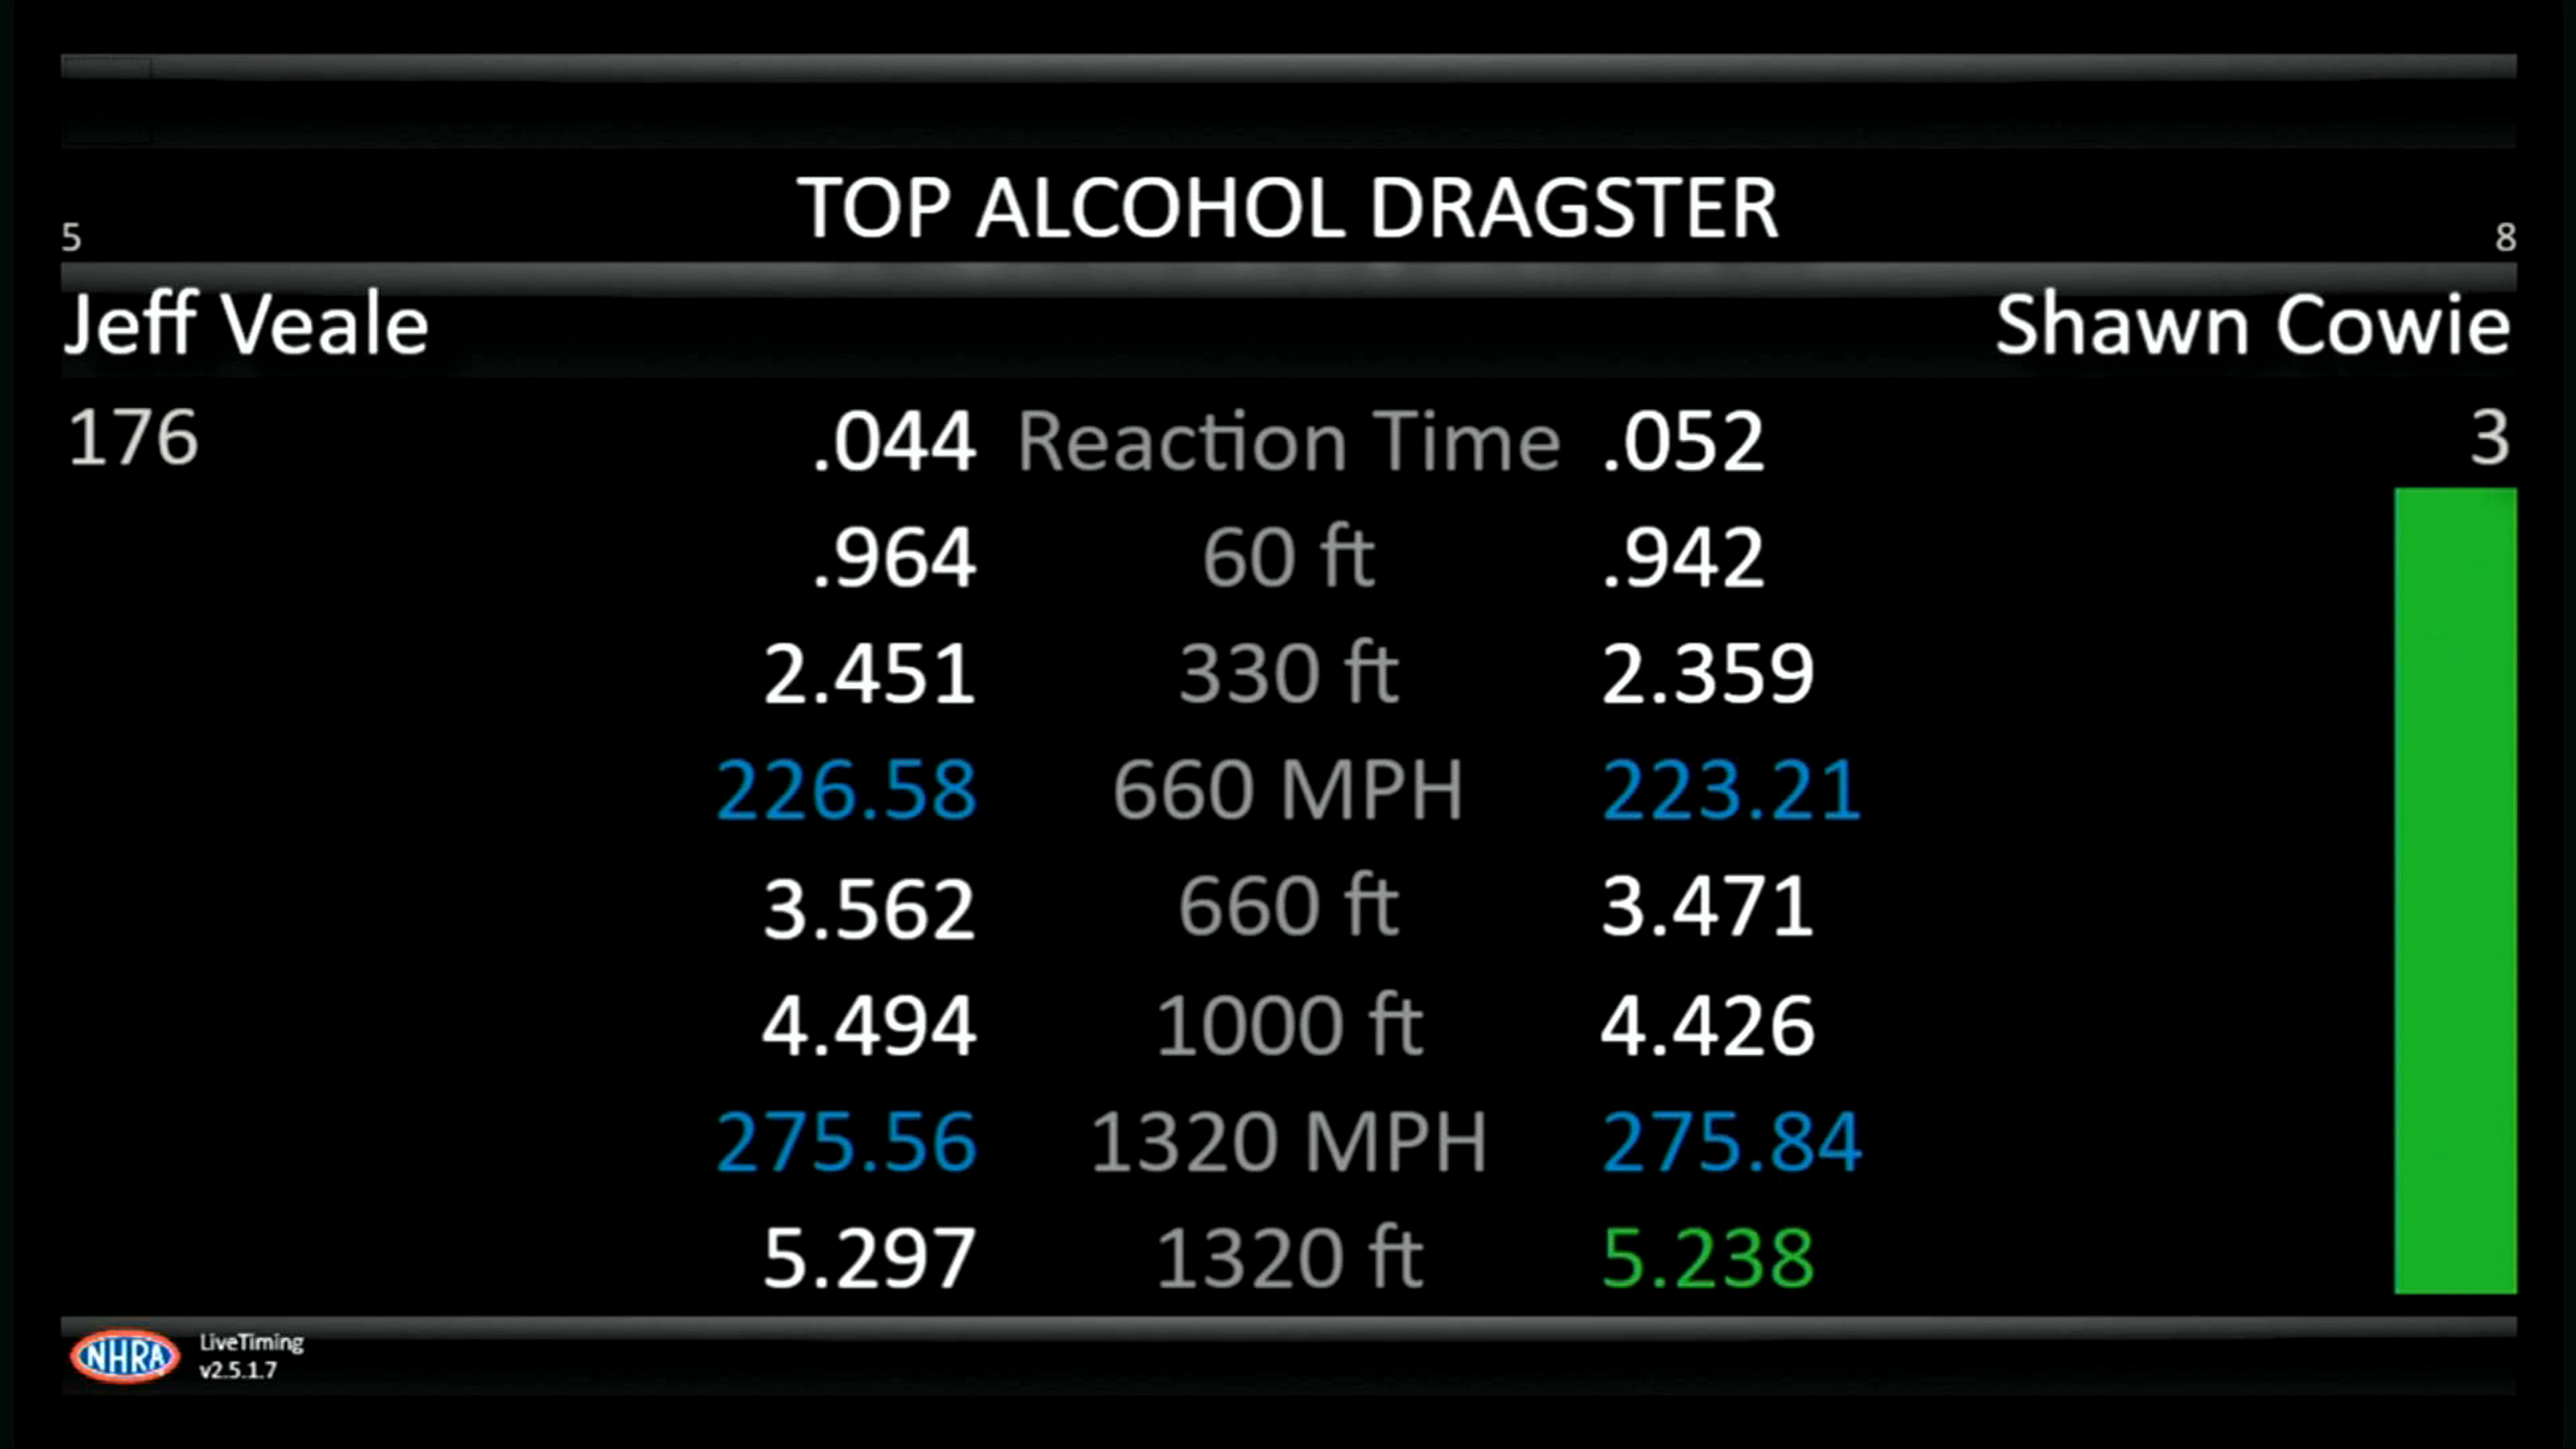 TOP ALCOHOL DRAGSTER
5 8
Jeff Veale Shawn Cowie
176 .044 Reaction Time .052 3
.964 60 ft .942
2.451 330 ft 2.359
226.58 660 MPH 223.21
3.562 660 ft 3.471
4.494 1000 ft 4.426
275.56 1320 MPH 275.84
5.297 1320 ft 5.238
NHRA LiveTiming
v2.5.1.7